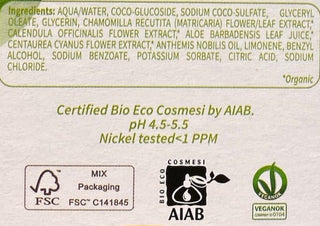 Ingredients: AQUA/WATER, COCO-GLUCOSIDE, SODIUM COCO-SULFATE, GLYCERYL
OLEATE, GLYCERIN, CHAMOMILLA RECUTITA (MATRICARIA) FLOWER/LEAF EXTRACT,*
CALENDULA OFFICINALIS FLOWER EXTRACT,* ALOE BARBADENSIS LEAF JUICE,*
CENTAUREA CYANUS FLOWER EXTRACT,* ANTHEMIS NOBILIS OIL, LIMONENE, BENZYL
ALCOHOL, SODIUM BENZOATE, POTASSIUM SORBATE, CITRIC ACID, SODIUM
CHLORIDE.
*Organic
Certified Bio Eco Cosmesi by AIAB.
pH 4,5-5.5
Nickel tested<1 PPM
FSC
MIX
Packaging
FSC™ C141845
COSMESI
BIO ECO
AIAB
VEGANOK
VEGANOK